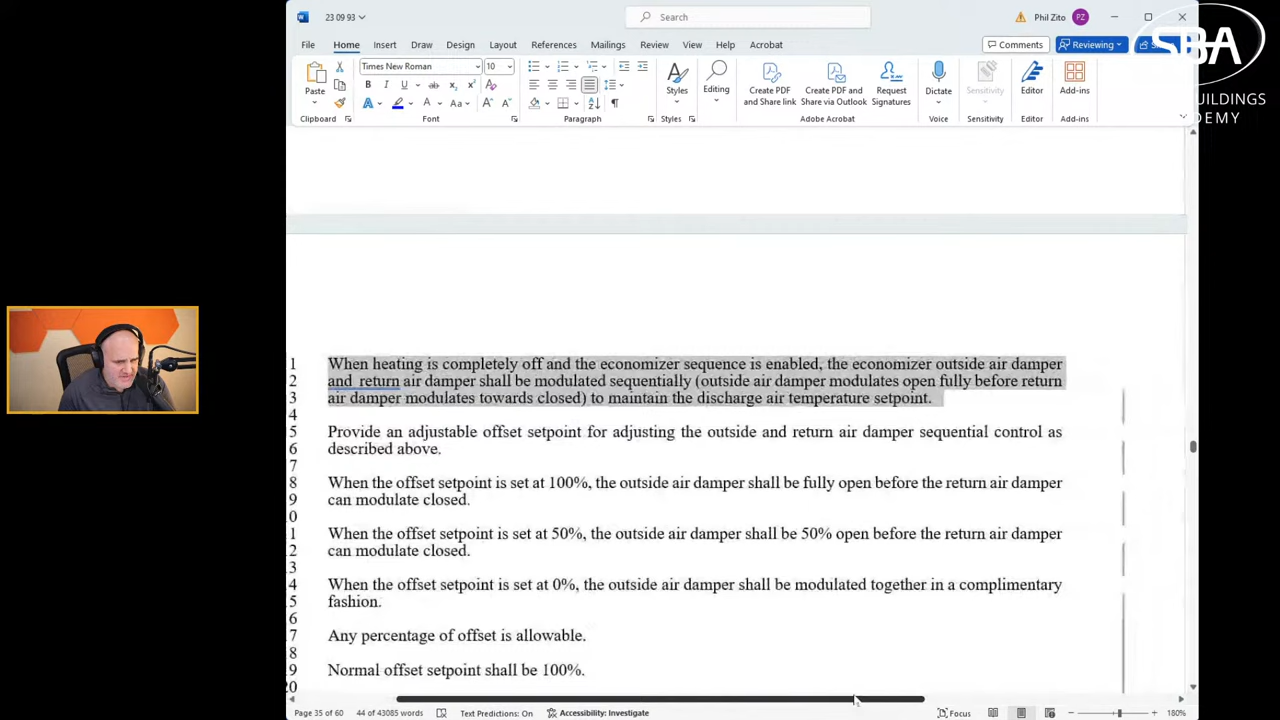 23 09 93
Search
Phil Zito PZ
SBA
BUILDINGS
DEMY
File Home Insert Draw Design Layout References Mailings Review View Help Acrobat
Comments Reviewing
Times New Roman 10
Paste
Styles
Editing
Create PDF and Share link
Create PDF and Share via Outlook
Request Signatures
Dictate
Sensitivity
Editor
Add-ins
Clipboard Font Paragraph Styles Adobe Acrobat Voice Sensitivity Editor Add-ins
1 When heating is completely off and the economizer sequence is enabled, the economizer outside air damper
2 and return air damper shall be modulated sequentially (outside air damper modulates open fully before return
3 air damper modulates towards closed) to maintain the discharge air temperature setpoint.
4
5 Provide an adjustable offset setpoint for adjusting the outside and return air damper sequential control as
6 described above.
7
8 When the offset setpoint is set at 100%, the outside air damper shall be fully open before the return air damper
9 can modulate closed.
10
1 When the offset setpoint is set at 50%, the outside air damper shall be 50% open before the return air damper
2 can modulate closed.
3
4 When the offset setpoint is set at 0%, the outside air damper shall be modulated together in a complimentary
5 fashion.
6
7 Any percentage of offset is allowable.
8
9 Normal offset setpoint shall be 100%.
20
Page 35 of 60 44 of 43085 words Text Predictions: On Accessibility: Investigate Focus 180%